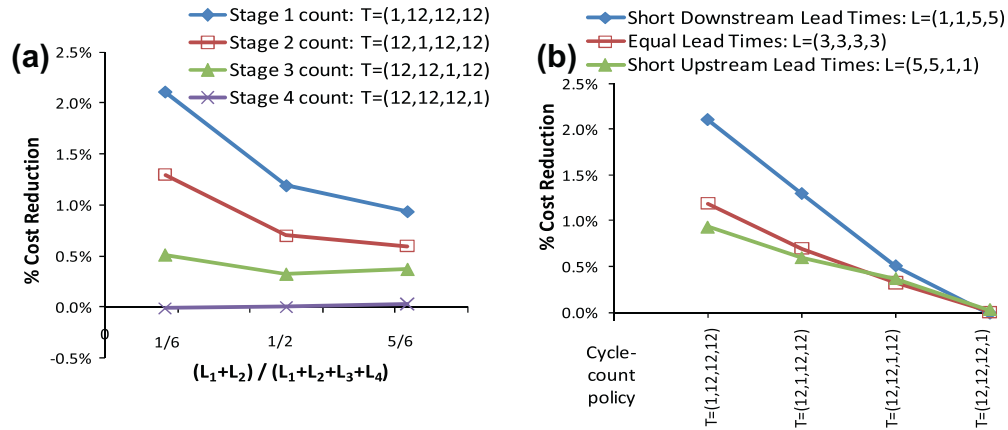 (a)
Stage 1 count: T=(1,12,12,12)
Stage 2 count: T=(12,1,12,12)
Stage 3 count: T=(12,12,1,12)
Stage 4 count: T=(12,12,12,1)
2.5%
2.0%
1.5%
1.0%
0.5%
0.0%
-0.5%
% Cost Reduction
0
1/6
1/2
5/6
(L₁+L₂) / (L₁+L₂+L₃+L₄)
(b)
Short Downstream Lead Times: L=(1,1,5,5)
Equal Lead Times: L=(3,3,3,3)
Short Upstream Lead Times: L=(5,5,1,1)
2.5%
2.0%
1.5%
1.0%
0.5%
0.0%
% Cost Reduction
Cycle-
count
policy
T=(1,12,12,12)
T=(12,1,12,12)
T=(12,12,1,12)
T=(12,12,12,1)